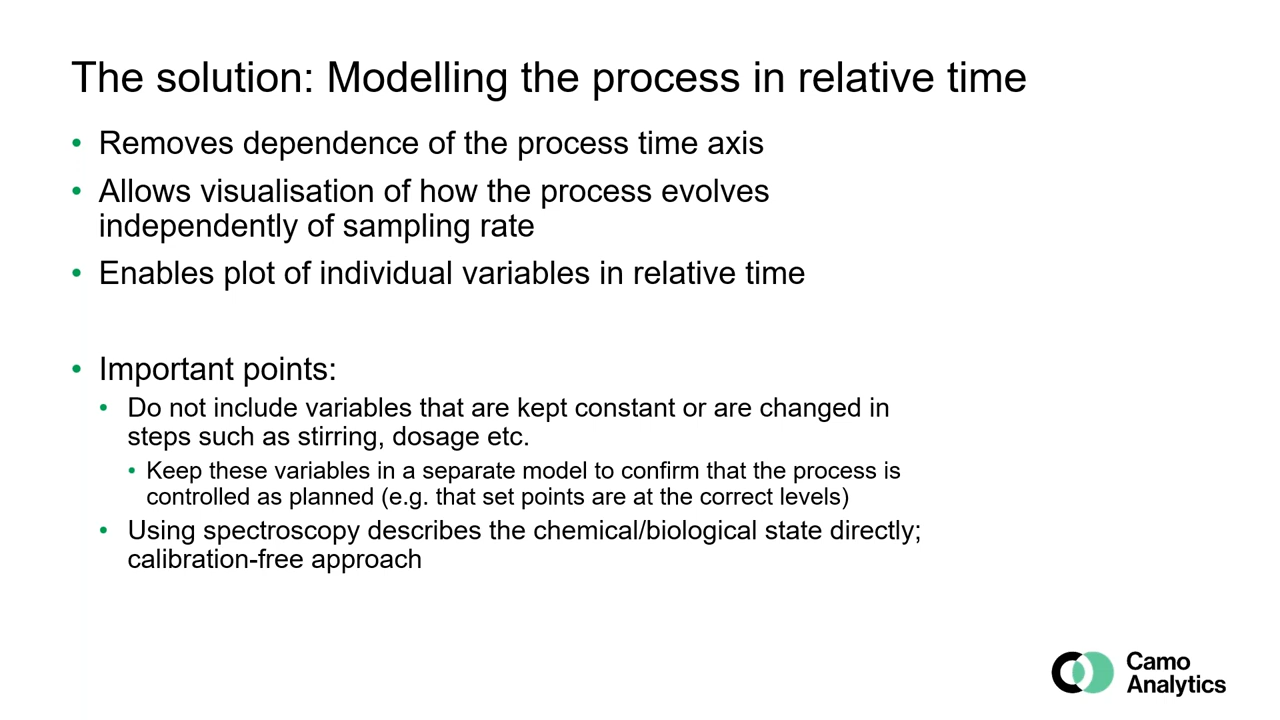 The solution: Modelling the process in relative time
• Removes dependence of the process time axis
• Allows visualisation of how the process evolves
independently of sampling rate
• Enables plot of individual variables in relative time
• Important points:
• Do not include variables that are kept constant or are changed in
steps such as stirring, dosage etc.
• Keep these variables in a separate model to confirm that the process is
controlled as planned (e.g. that set points are at the correct levels)
• Using spectroscopy describes the chemical/biological state directly;
calibration-free approach
Camo
Analytics